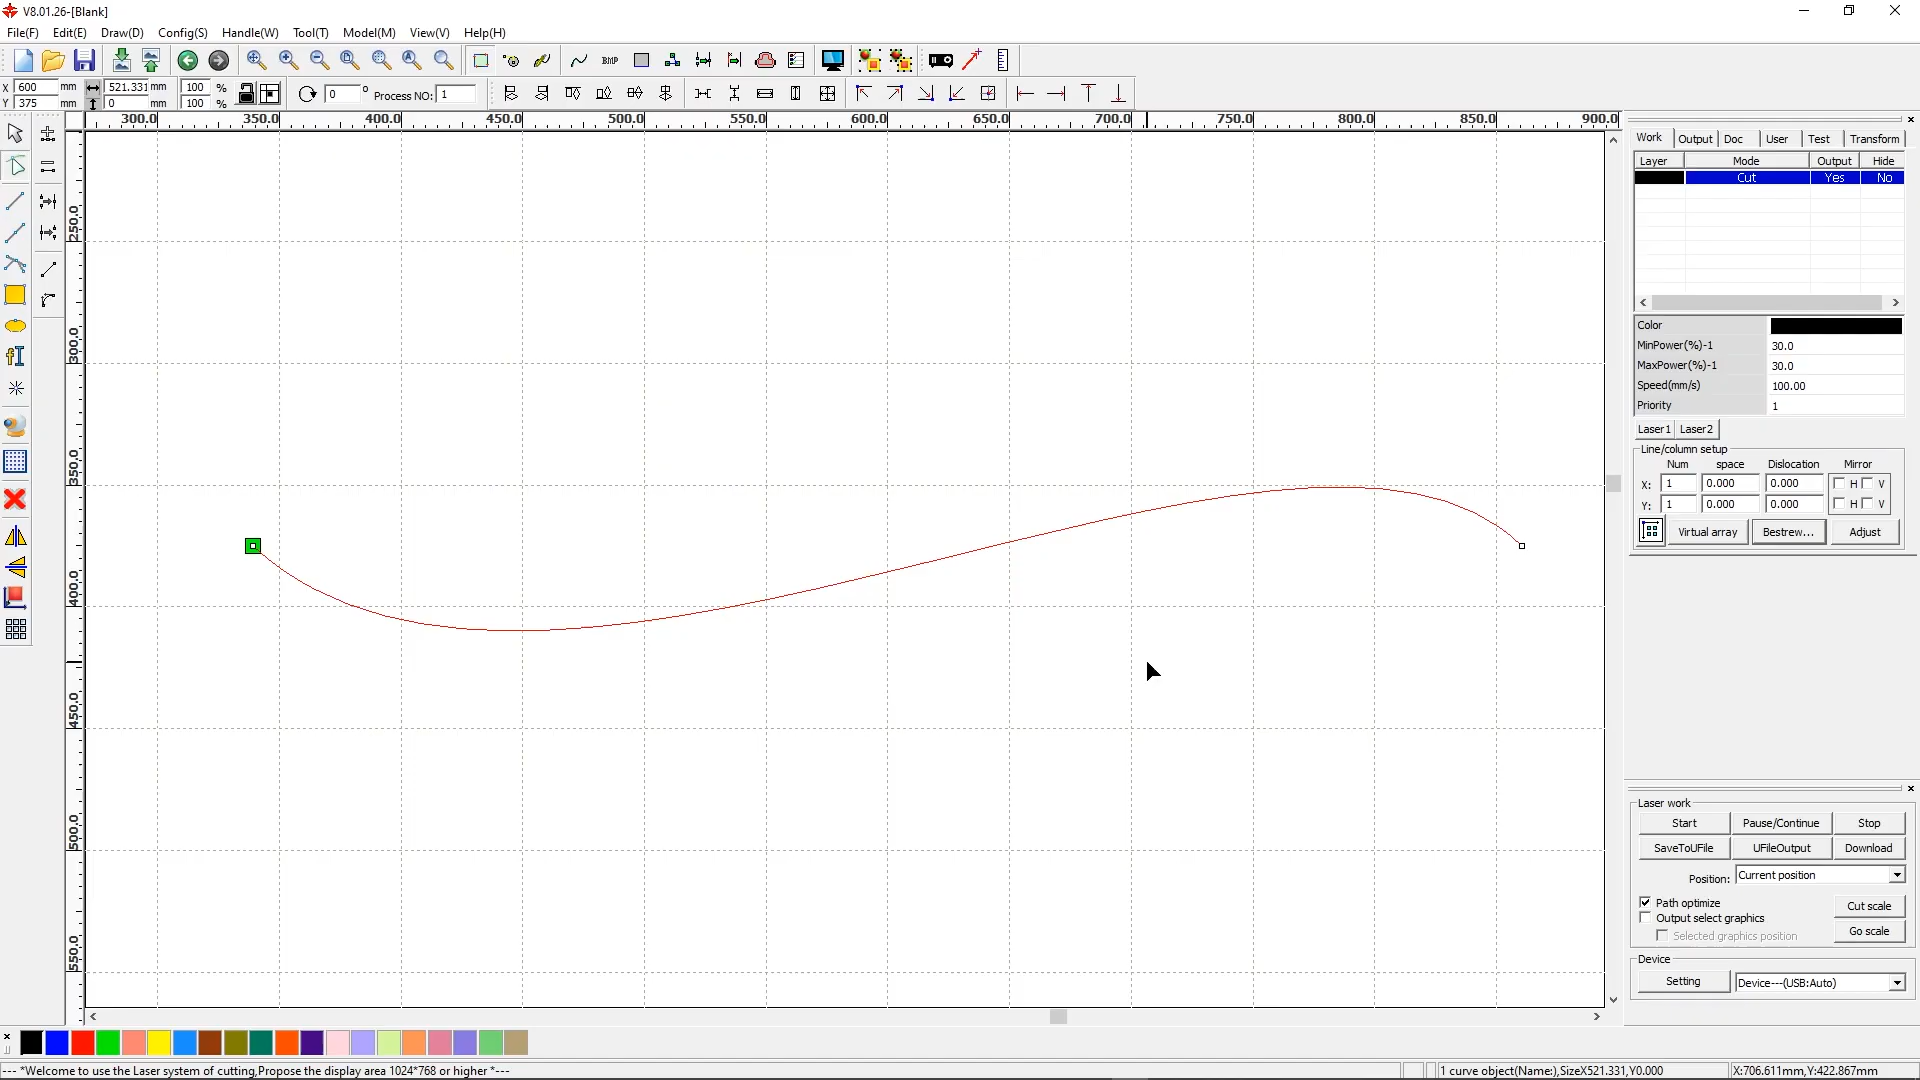 V8.01.26-[Blank]
File(F) Edit(E) Draw(D) Config(S) Handle(W) Tool(T) Model(M) View(V) Help(H)
BMP
X 600 mm 521.331 mm 100 %
Y 375 mm 0 mm 100 %
0 ° Process NO: 1
300.0 350.0 400.0 450.0 500.0 550.0 600.0 650.0 700.0 750.0 800.0 850.0 900.0
250.0
300.0
350.0
400.0
450.0
500.0
550.0
Work Output Doc User Test Transform
Layer Mode Output Hide
Cut Yes No
Color
MinPower(%)-1 30.0
MaxPower(%)-1 30.0
Speed(mm/s) 100.00
Priority 1
Laser1 Laser2
Line/column setup
Num space Dislocation Mirror
X: 1 0.000 0.000 H V
Y: 1 0.000 0.000 H V
Virtual array Bestrew... Adjust
Laser work
Start Pause/Continue Stop
SaveToUFile UFileOutput Download
Position: Current position
Path optimize Cut scale
Output select graphics
Selected graphics position Go scale
Device
Setting Device---(USB:Auto)
--- *Welcome to use the Laser system of cutting,Propose the display area 1024*768 or higher *---
1 curve object(Name:),SizeX521.331,Y0.000 X:706.611mm,Y:422.867mm